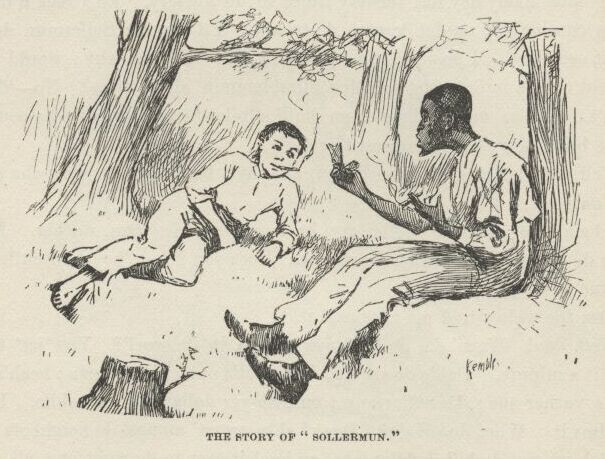 Kemble.
THE STORY OF "SOLLERMUN."